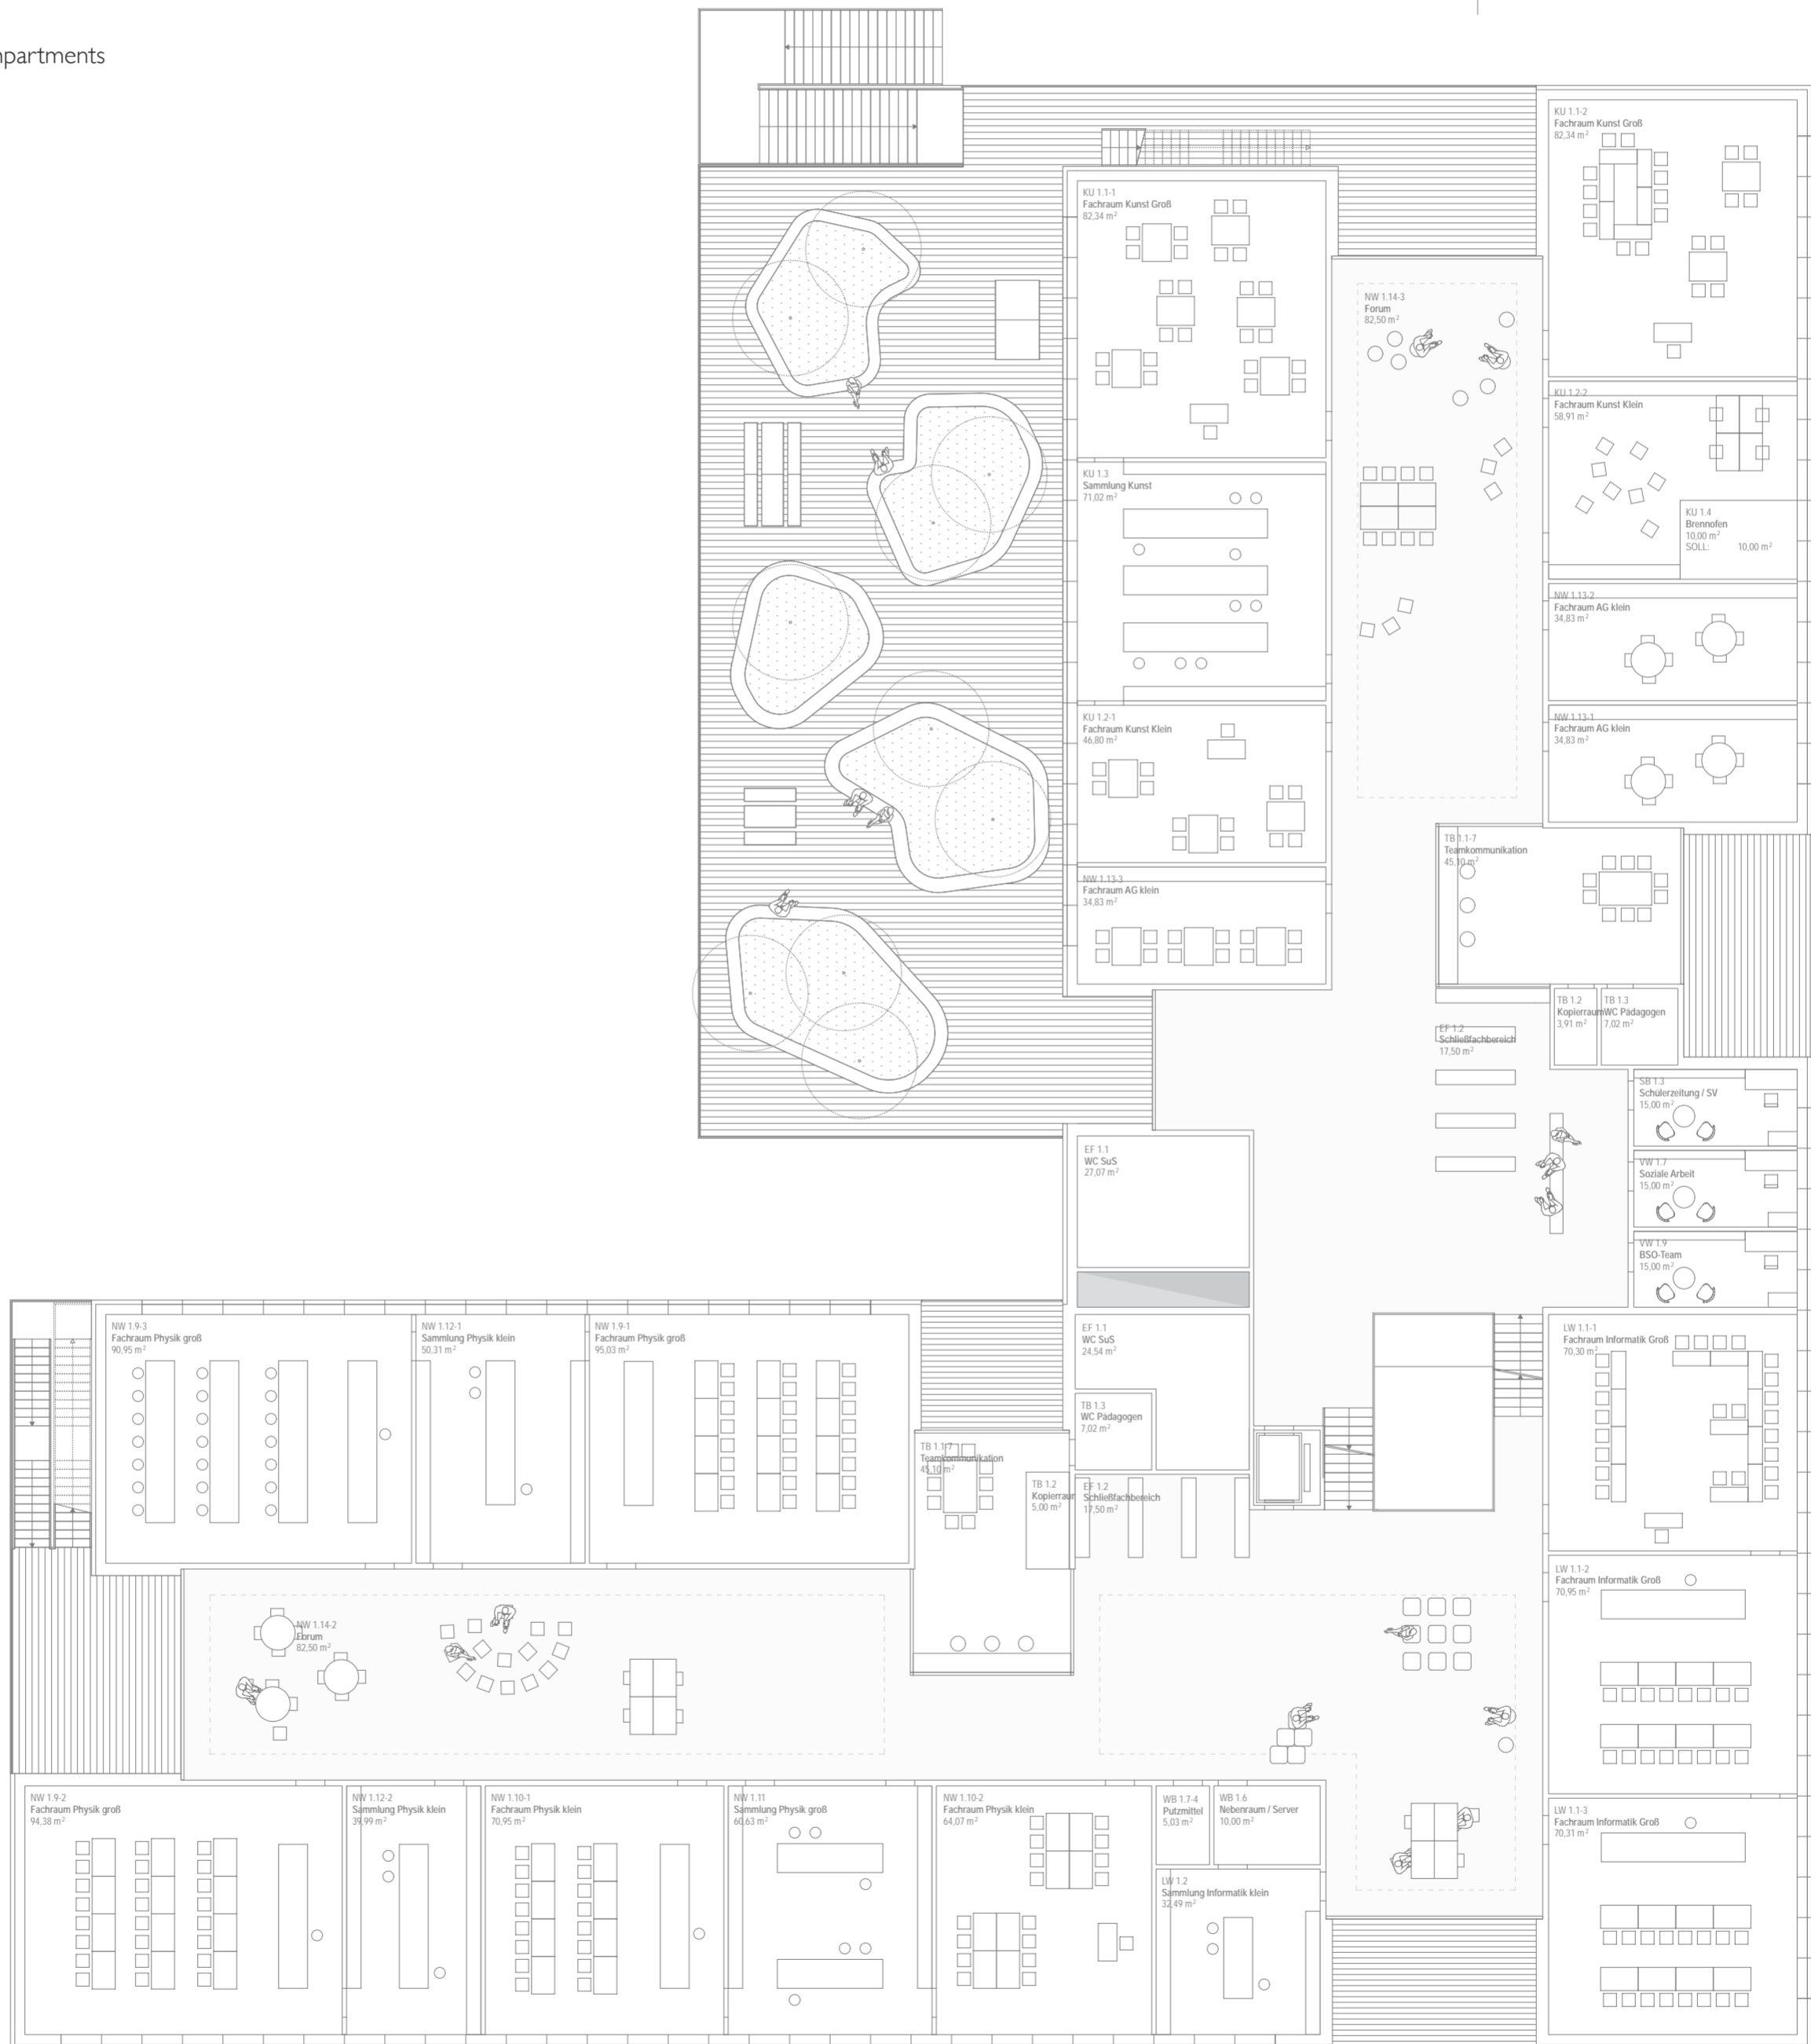 partments
KU 1.1-2
Fachraum Kunst Groß
82,34 m²
KU 1.1-1
Fachraum Kunst Groß
82,34 m²
NW 1.14-3
Forum
82,50 m²
KU 1.2-2
Fachraum Kunst Klein
58,91 m²
KU 1.3
Sammlung Kunst
71,02 m²
KU 1.4
Brennofen
10,00 m²
SOLL: 10,00 m²
NW 1.13-2
Fachraum AG klein
34,83 m²
KU 1.2-1
Fachraum Kunst Klein
46,80 m²
NW 1.13-1
Fachraum AG klein
34,83 m²
TB 1.1-7
Teamkommunikation
45,10 m²
NW 1.13-3
Fachraum AG klein
34,83 m²
TB 1.2
Kopierraum
3,91 m²
TB 1.3
WC Pädagogen
7,02 m²
EF 1.2
Schließfachbereich
17,50 m²
SB 1.3
Schülerzeitung / SV
15,00 m²
EF 1.1
WC SuS
27,07 m²
VW 1.7
Soziale Arbeit
15,00 m²
VW 1.9
BSO-Team
15,00 m²
NW 1.9-3
Fachraum Physik groß
90,95 m²
NW 1.12-1
Sammlung Physik klein
50,31 m²
NW 1.9-1
Fachraum Physik groß
95,03 m²
EF 1.1
WC SuS
24,54 m²
LW 1.1-1
Fachraum Informatik Groß
70,30 m²
TB 1.3
WC Pädagogen
7,02 m²
TB 1.1-7
Teamkommunikation
45,10 m²
TB 1.2
Kopierraum
5,00 m²
EF 1.2
Schließfachbereich
17,50 m²
LW 1.1-2
Fachraum Informatik Groß
70,95 m²
NW 1.14-2
Forum
82,50 m²
NW 1.9-2
Fachraum Physik groß
94,38 m²
NW 1.12-2
Sammlung Physik klein
39,99 m²
NW 1.10-1
Fachraum Physik klein
70,95 m²
NW 1.11
Sammlung Physik groß
60,63 m²
NW 1.10-2
Fachraum Physik klein
64,07 m²
WB 1.7-4
Putzmittel
5,03 m²
WB 1.6
Nebenraum / Server
10,00 m²
LW 1.1-3
Fachraum Informatik Groß
70,31 m²
LW 1.2
Sammlung Informatik klein
32,49 m²